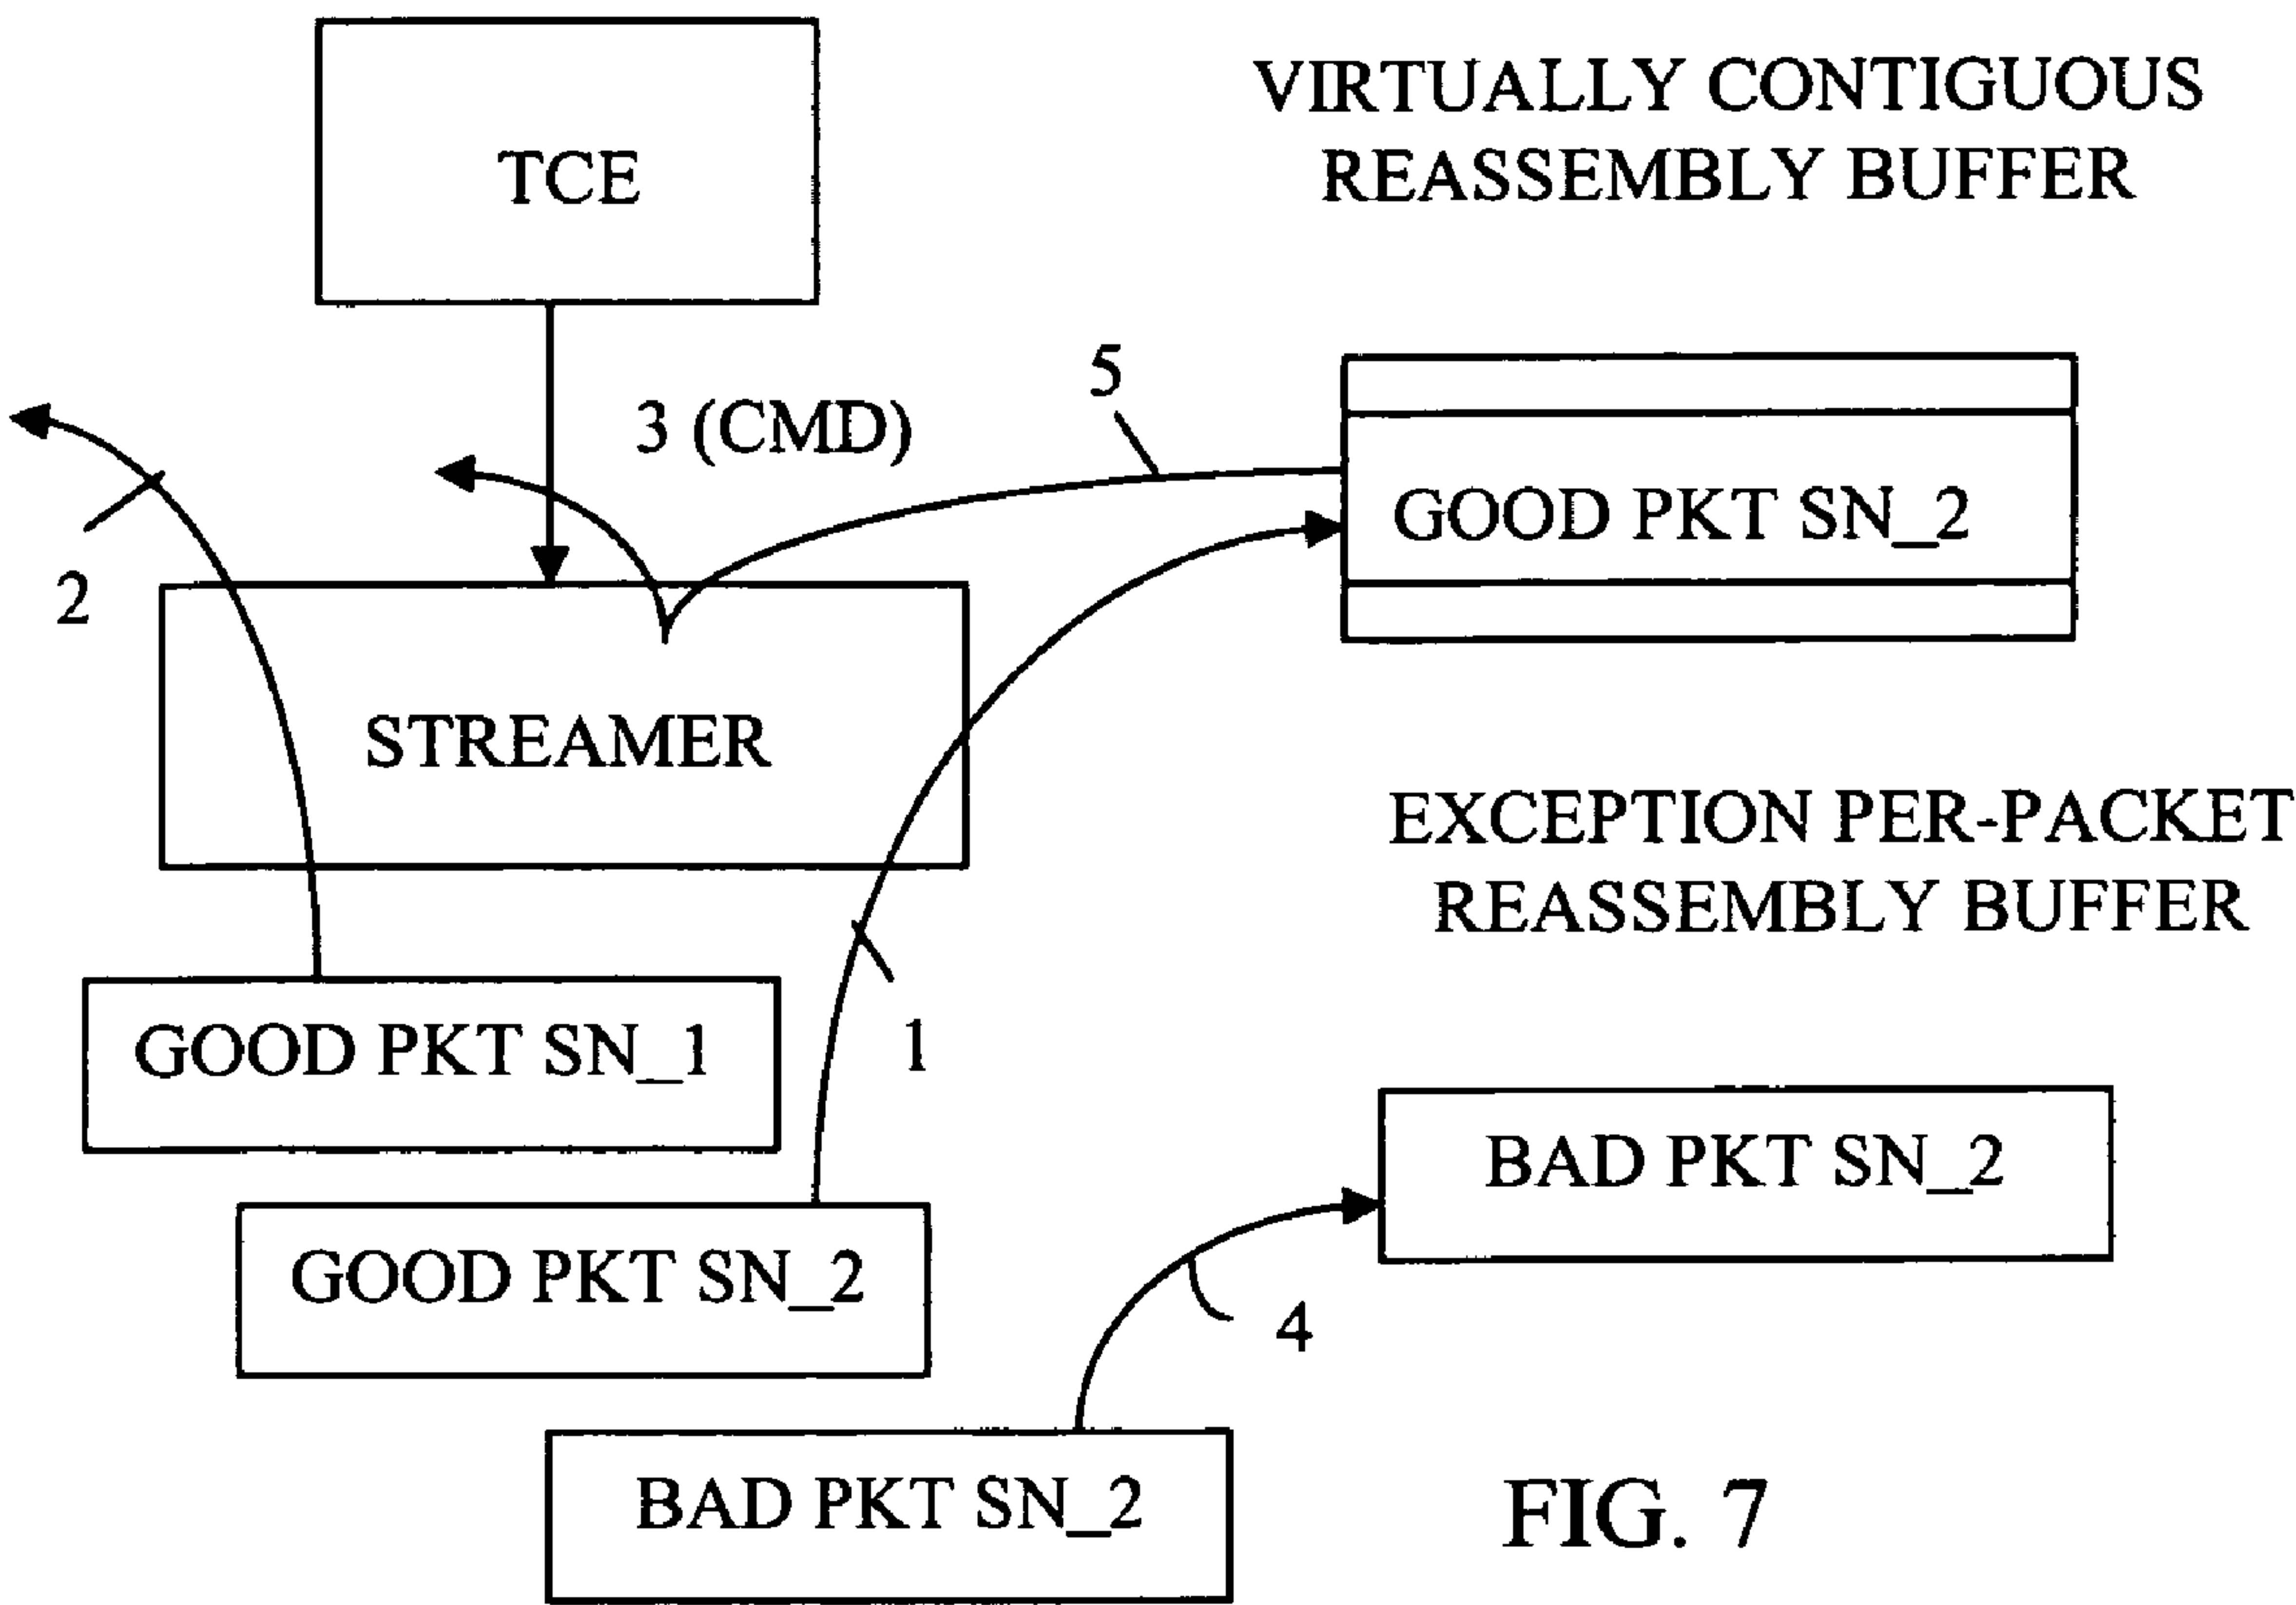 TCE
VIRTUALLY CONTIGUOUS
REASSEMBLY BUFFER
3 (CMD)
5
2
GOOD PKT SN_2
STREAMER
EXCEPTION PER-PACKET
REASSEMBLY BUFFER
GOOD PKT SN_1
1
GOOD PKT SN_2
BAD PKT SN_2
4
BAD PKT SN_2
FIG. 7